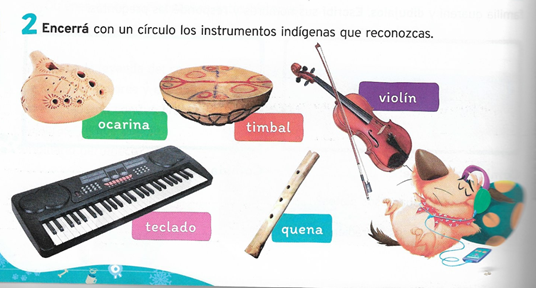 2 Encerrá con un círculo los instrumentos indígenas que reconozcas.
ocarina
timbal
violín
teclado
quena